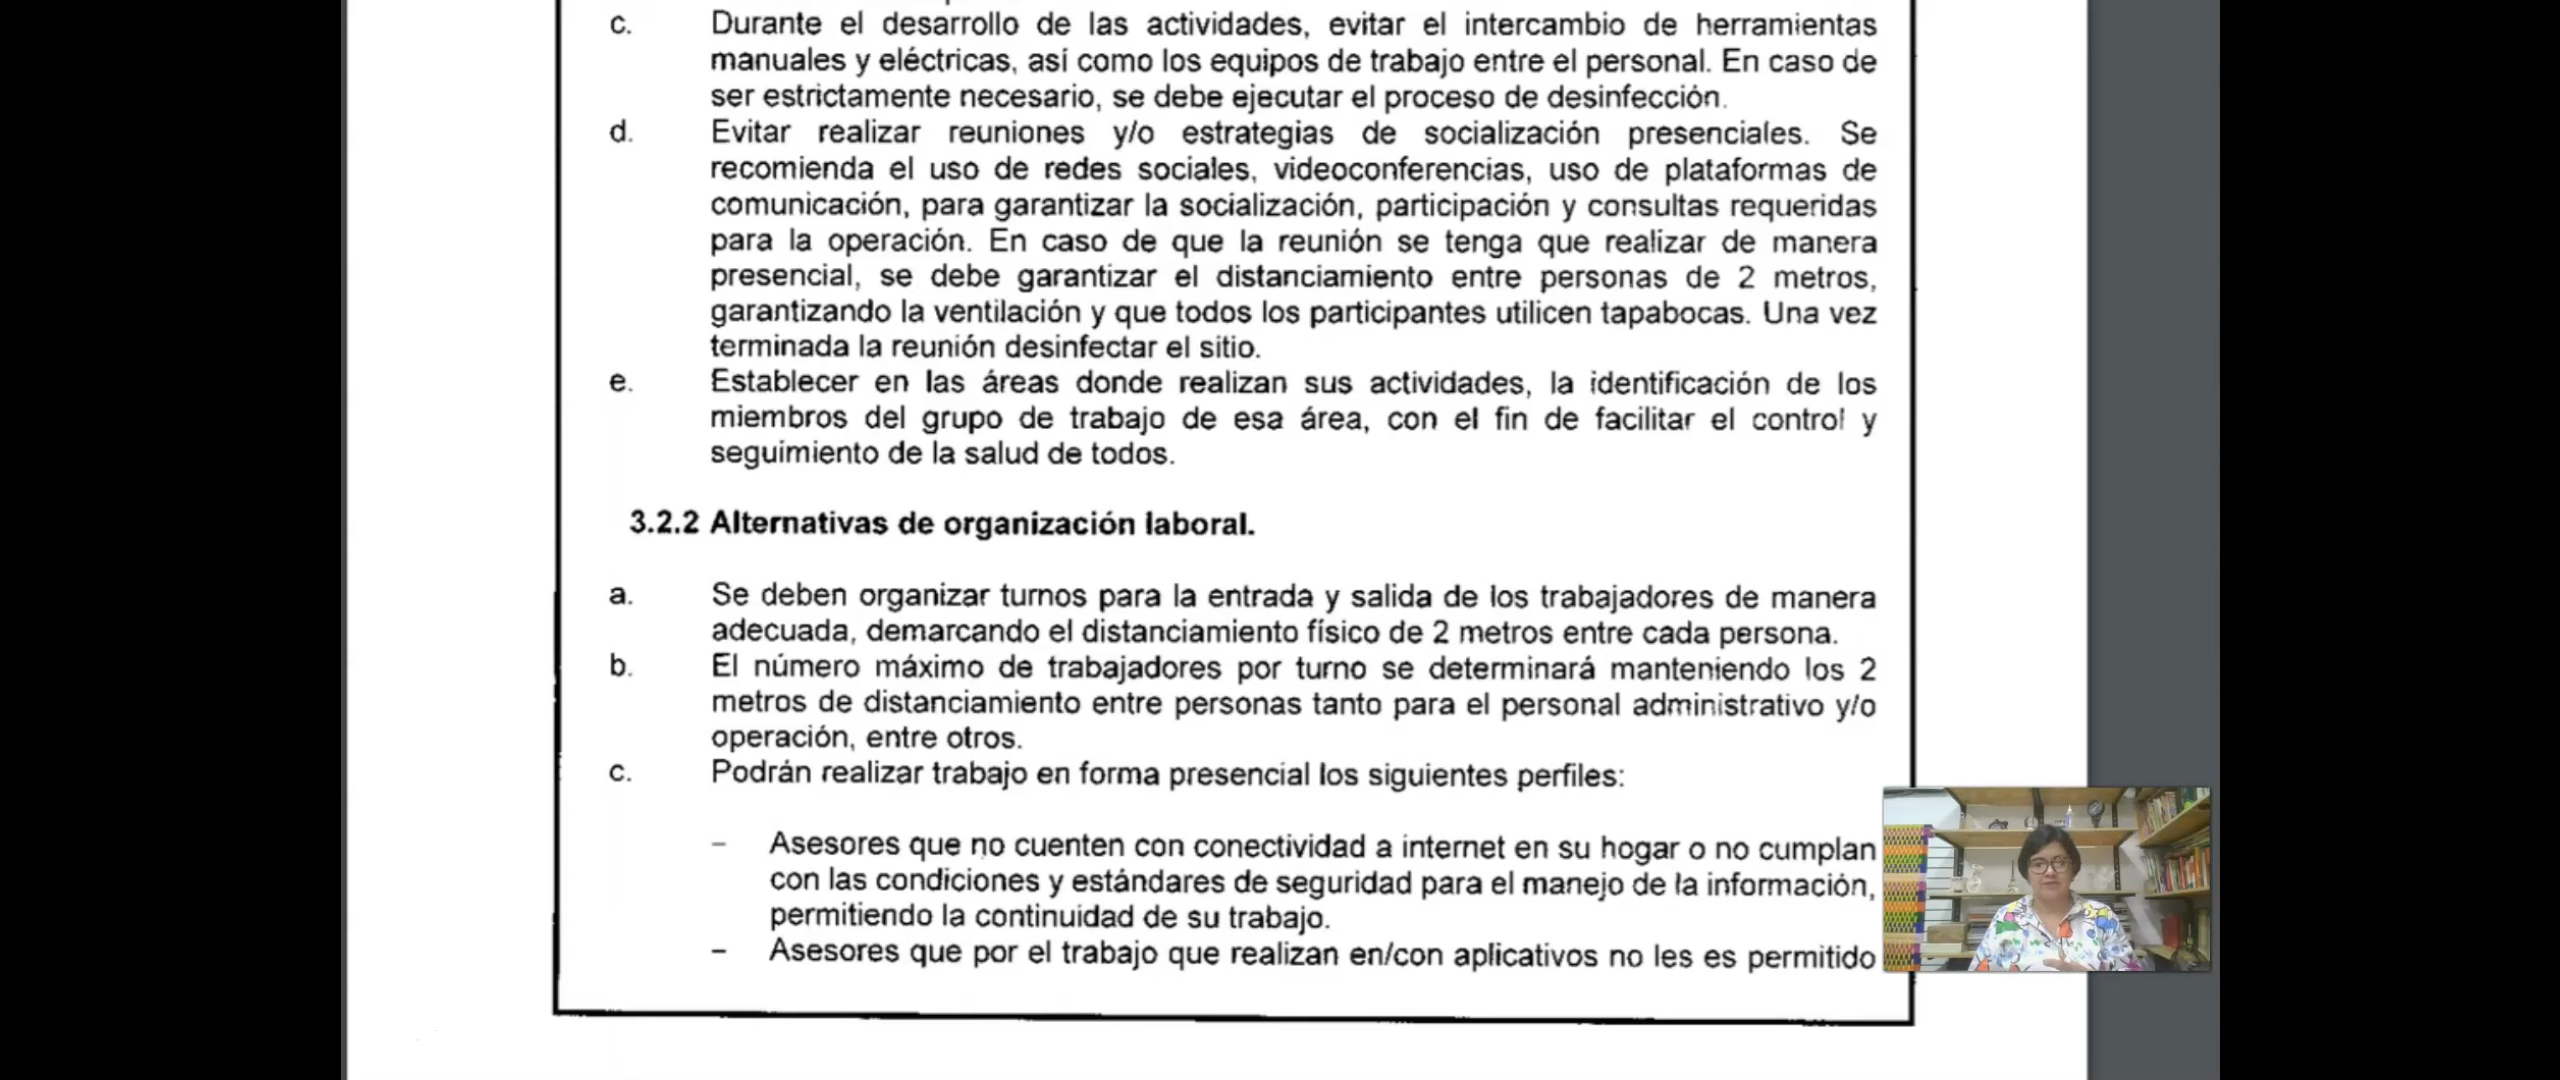 c. Durante el desarrollo de las actividades, evitar el intercambio de herramientas
manuales y eléctricas, así como los equipos de trabajo entre el personal. En caso de
ser estrictamente necesario, se debe ejecutar el proceso de desinfección.
d. Evitar realizar reuniones y/o estrategias de socialización presenciales. Se
recomienda el uso de redes sociales, videoconferencias, uso de plataformas de
comunicación, para garantizar la socialización, participación y consultas requeridas
para la operación. En caso de que la reunión se tenga que realizar de manera
presencial, se debe garantizar el distanciamiento entre personas de 2 metros,
garantizando la ventilación y que todos los participantes utilicen tapabocas. Una vez
terminada la reunión desinfectar el sitio.
e. Establecer en las áreas donde realizan sus actividades, la identificación de los
miembros del grupo de trabajo de esa área, con el fin de facilitar el control y
seguimiento de la salud de todos.
3.2.2 Alternativas de organización laboral.
a. Se deben organizar turnos para la entrada y salida de los trabajadores de manera
adecuada, demarcando el distanciamiento físico de 2 metros entre cada persona.
b. El número máximo de trabajadores por turno se determinará manteniendo los 2
metros de distanciamiento entre personas tanto para el personal administrativo y/o
operación, entre otros.
c. Podrán realizar trabajo en forma presencial los siguientes perfiles:
– Asesores que no cuenten con conectividad a internet en su hogar o no cumplan
con las condiciones y estándares de seguridad para el manejo de la información,
permitiendo la continuidad de su trabajo.
– Asesores que por el trabajo que realizan en/con aplicativos no les es permitido